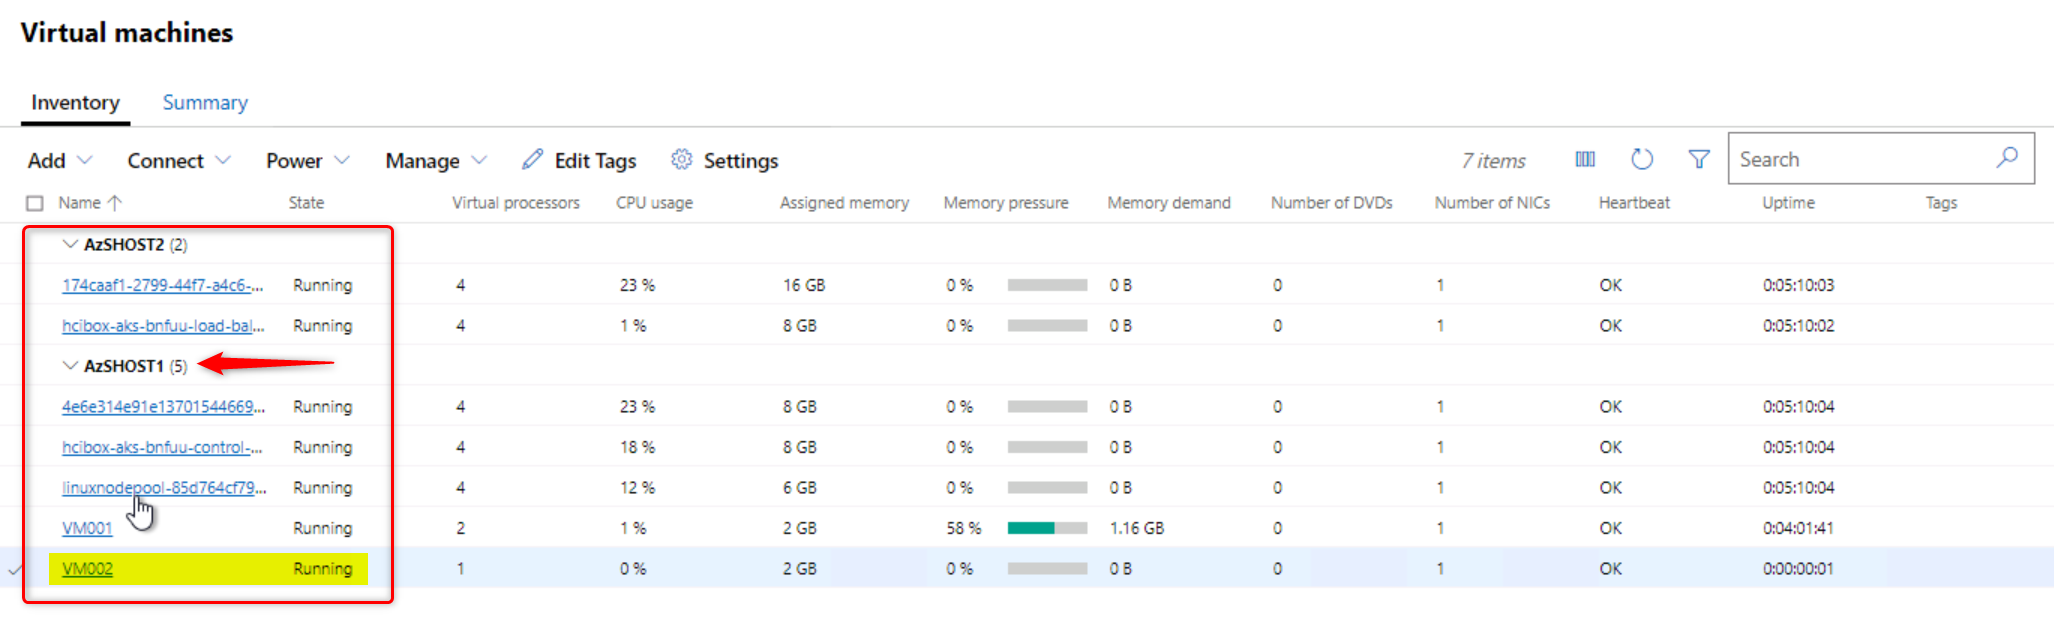 Virtual machines
Inventory Summary
Add Connect Power Manage Edit Tags Settings 7 items Search
Name State Virtual processors CPU usage Assigned memory Memory pressure Memory demand Number of DVDs Number of NICs Heartbeat Uptime Tags
AzSHOST2 (2)
174caaf1-2799-44f7-a4c6-... Running 4 23 % 16 GB 0 % 0 B 0 1 OK 0:05:10:03
hcibox-aks-bnfuu-load-bal... Running 4 1 % 8 GB 0 % 0 B 0 1 OK 0:05:10:02
AzSHOST1 (5)
4e6e314e91e13701544669... Running 4 23 % 8 GB 0 % 0 B 0 1 OK 0:05:10:04
hcibox-aks-bnfuu-control-... Running 4 18 % 8 GB 0 % 0 B 0 1 OK 0:05:10:04
linuxnodepool-85d764cf79... Running 4 12 % 6 GB 0 % 0 B 0 1 OK 0:05:10:04
VM001 Running 2 1 % 2 GB 58 % 1.16 GB 0 1 OK 0:04:01:41
VM002 Running 1 0 % 2 GB 0 % 0 B 0 1 OK 0:00:00:01